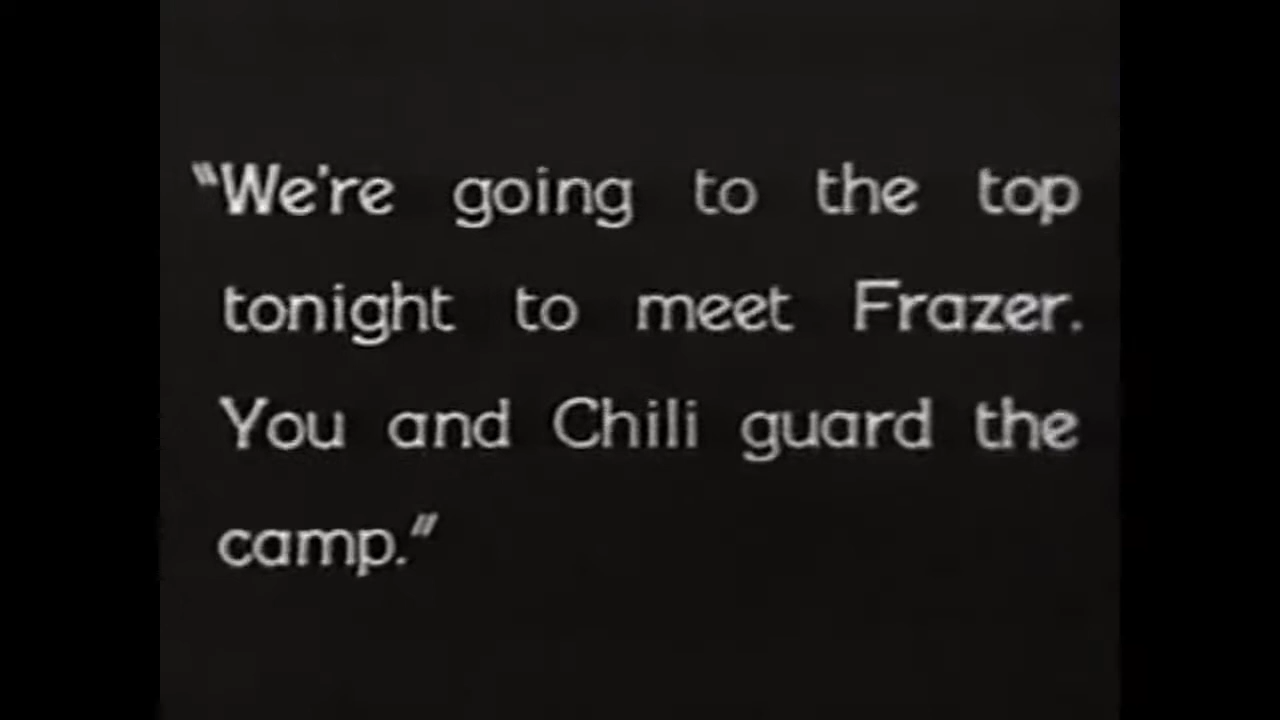 "We're going to the top
tonight to meet Frazer.
You and Chili guard the
camp."